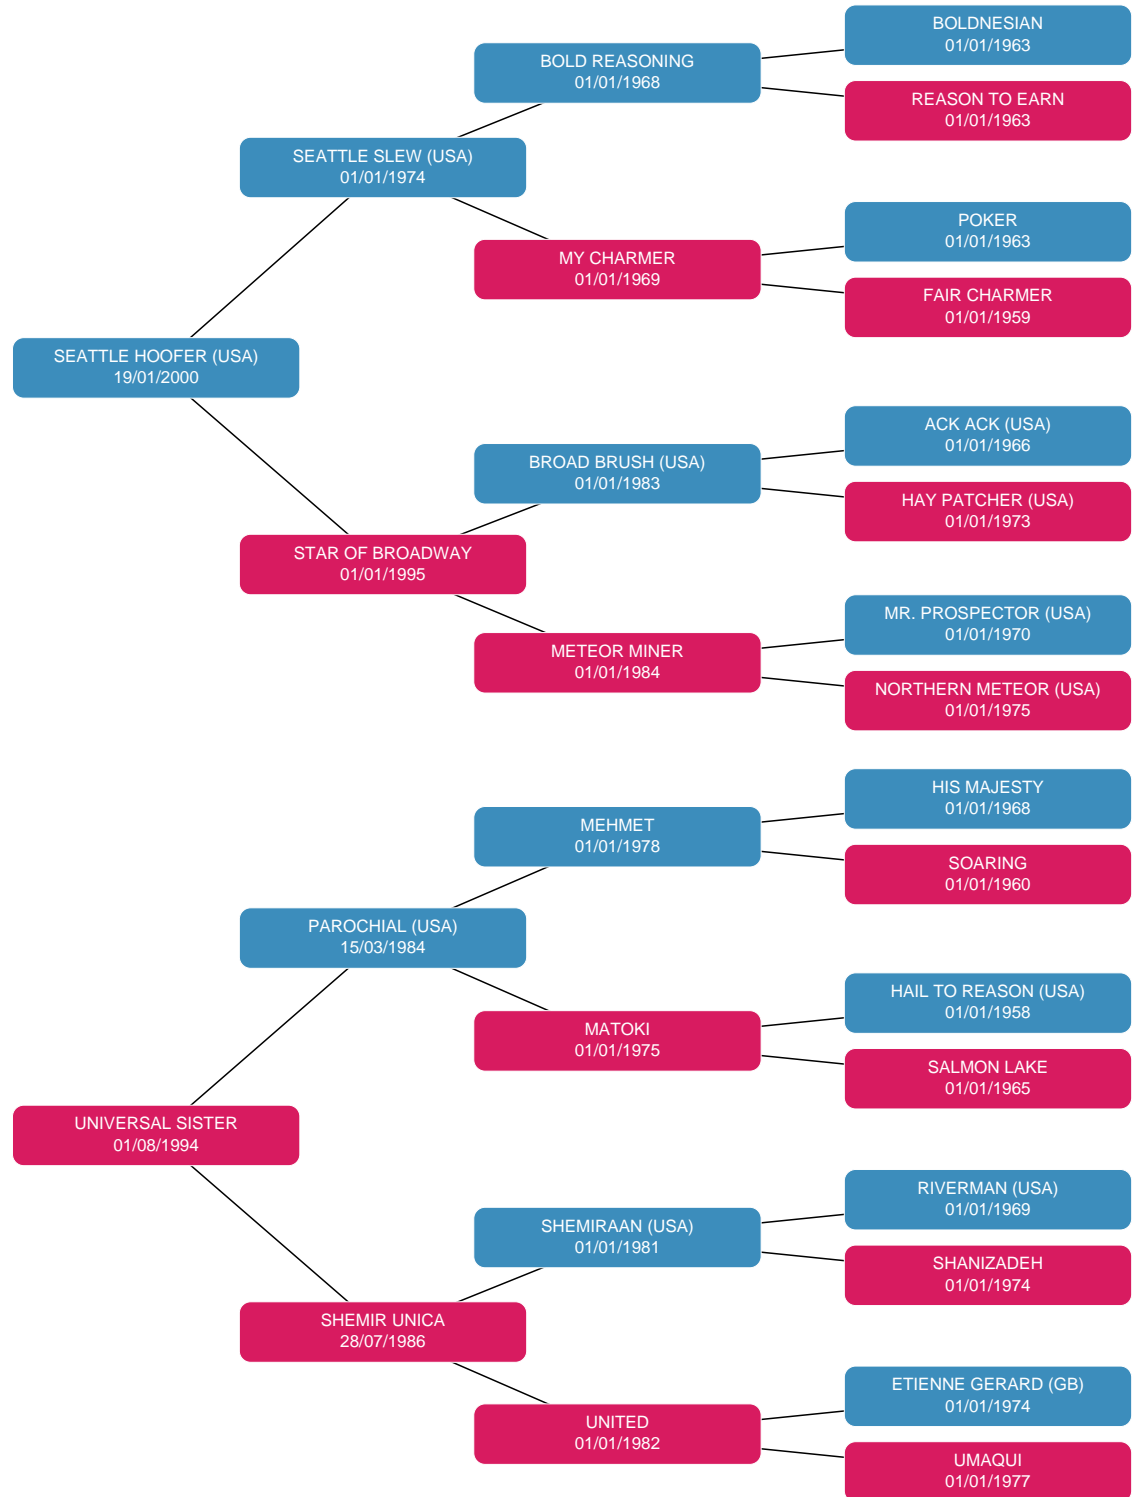 BOLDNESIAN
01/01/1963
BOLD REASONING
01/01/1968
REASON TO EARN
01/01/1963
SEATTLE SLEW (USA)
01/01/1974
POKER
01/01/1963
MY CHARMER
01/01/1969
FAIR CHARMER
01/01/1959
SEATTLE HOOFER (USA)
19/01/2000
ACK ACK (USA)
01/01/1966
BROAD BRUSH (USA)
01/01/1983
HAY PATCHER (USA)
01/01/1973
STAR OF BROADWAY
01/01/1995
MR. PROSPECTOR (USA)
01/01/1970
METEOR MINER
01/01/1984
NORTHERN METEOR (USA)
01/01/1975
HIS MAJESTY
01/01/1968
MEHMET
01/01/1978
SOARING
01/01/1960
PAROCHIAL (USA)
15/03/1984
HAIL TO REASON (USA)
01/01/1958
MATOKI
01/01/1975
SALMON LAKE
01/01/1965
UNIVERSAL SISTER
01/08/1994
RIVERMAN (USA)
01/01/1969
SHEMIRAAN (USA)
01/01/1981
SHANIZADEH
01/01/1974
SHEMIR UNICA
28/07/1986
ETIENNE GERARD (GB)
01/01/1974
UNITED
01/01/1982
UMAQUI
01/01/1977